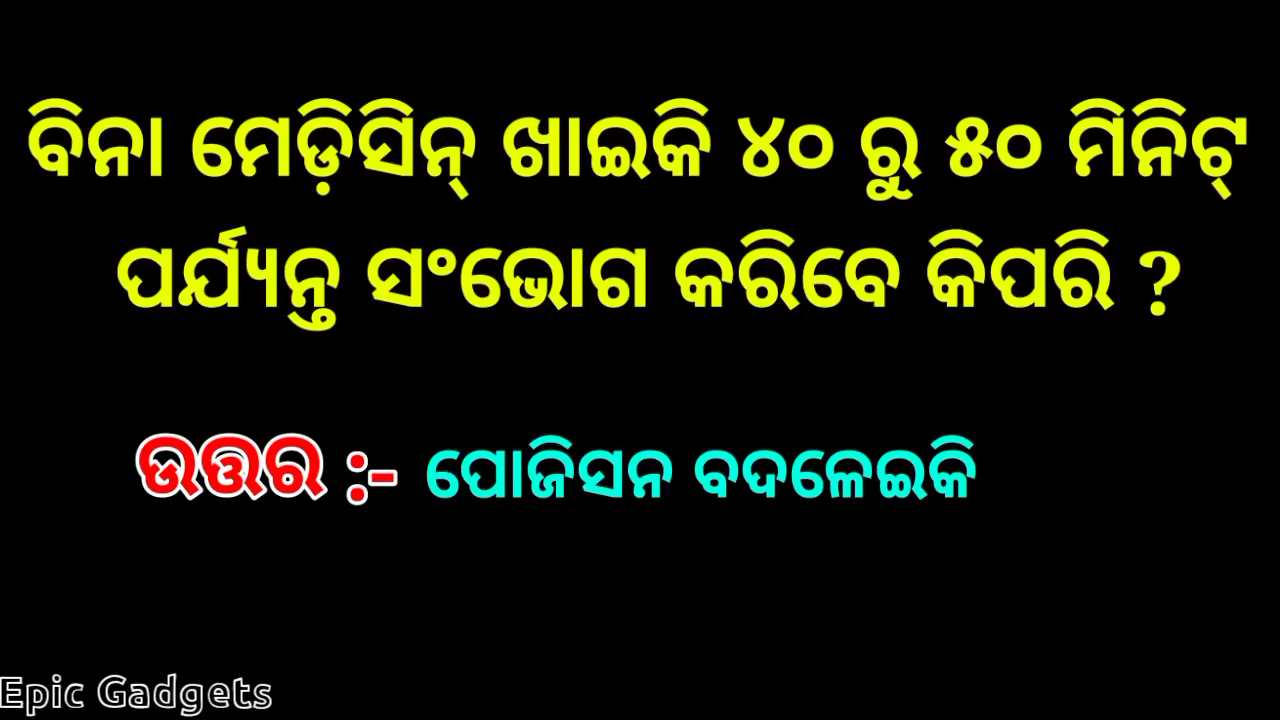 ବିନା ମେଡ଼ିସିନ୍ ଖାଇକି ୪୦ ରୁ ୫୦ ମିନିଟ୍
ପର୍ଯ୍ୟନ୍ତ ସଂଭୋଗ କରିବେ କିପରି ?
ଉତ୍ତର :- ପୋଜିସନ ବଦଳେଇକି
Epic Gadgets